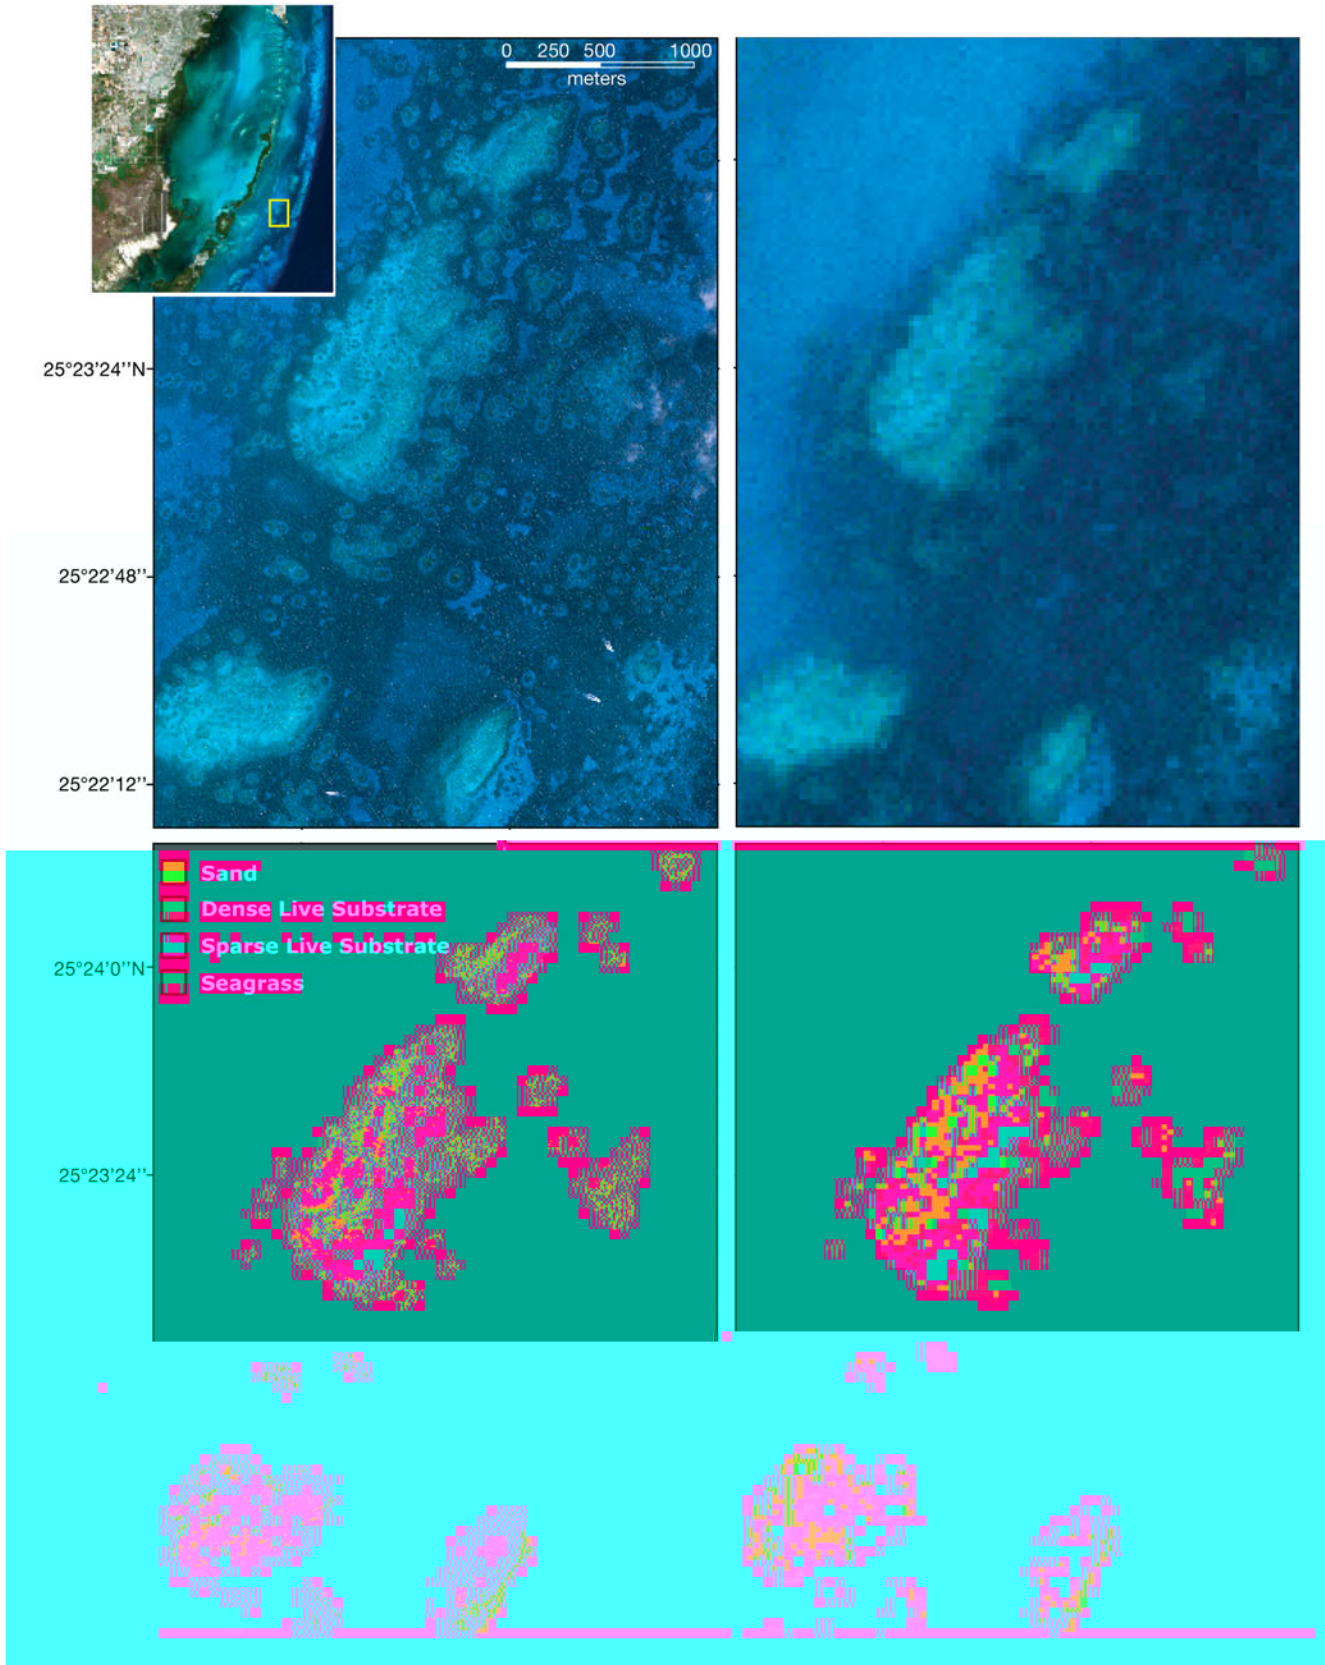 0 250 500 1000
meters
25°23'24''N
25°22'48''
25°22'12''
Sand
Dense Live Substrate
Sparse Live Substrate
Seagrass
25°24'0''N
25°23'24''